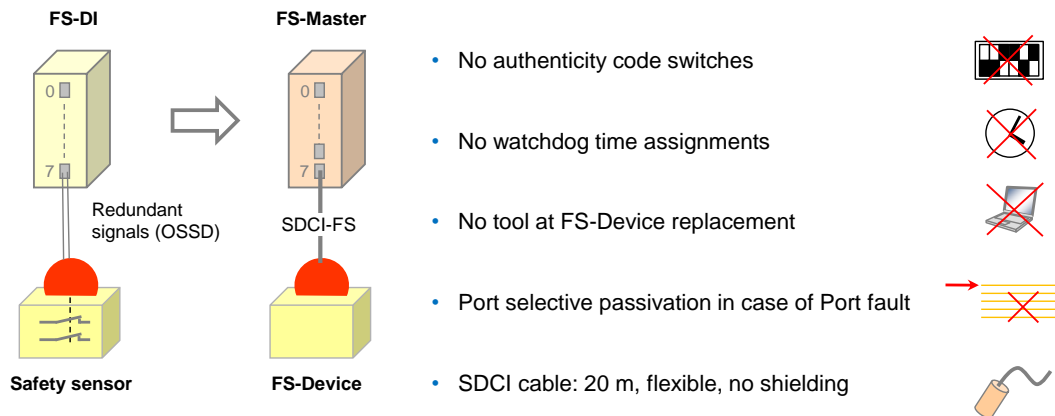 FS-DI
FS-Master
0
7
0
7
Redundant
signals (OSSD)
SDCI-FS
Safety sensor
FS-Device
• No authenticity code switches
• No watchdog time assignments
• No tool at FS-Device replacement
• Port selective passivation in case of Port fault
• SDCI cable: 20 m, flexible, no shielding